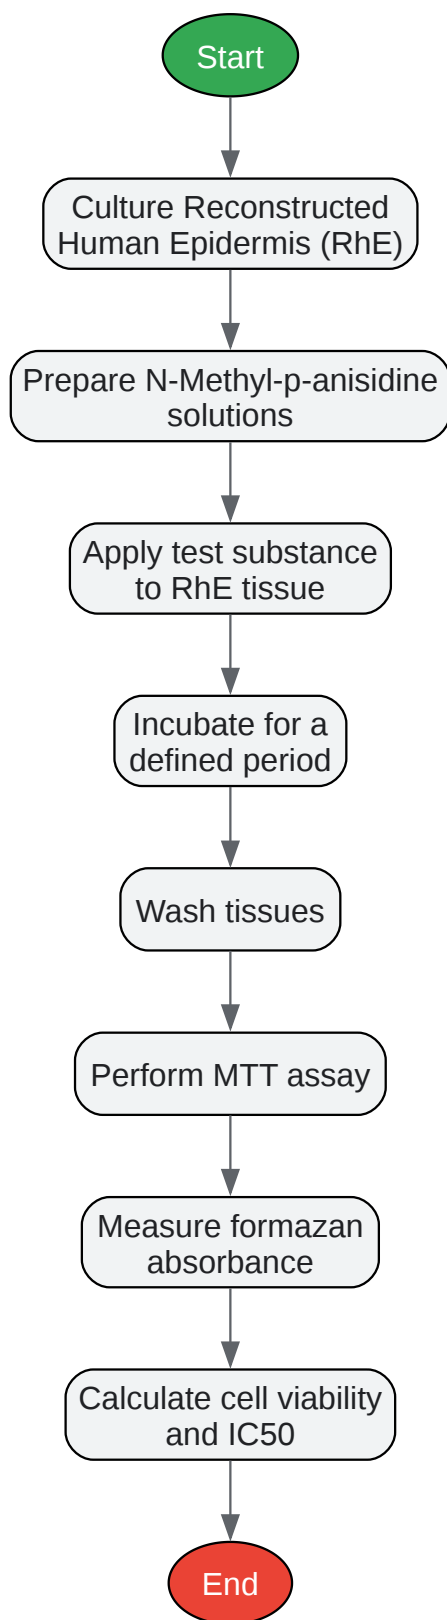 Start
Culture Reconstructed
Human Epidermis (RhE)
Prepare N-Methyl-p-anisidine
solutions
Apply test substance
to RhE tissue
Incubate for a
defined period
Wash tissues
Perform MTT assay
Measure formazan
absorbance
Calculate cell viability
and IC50
End